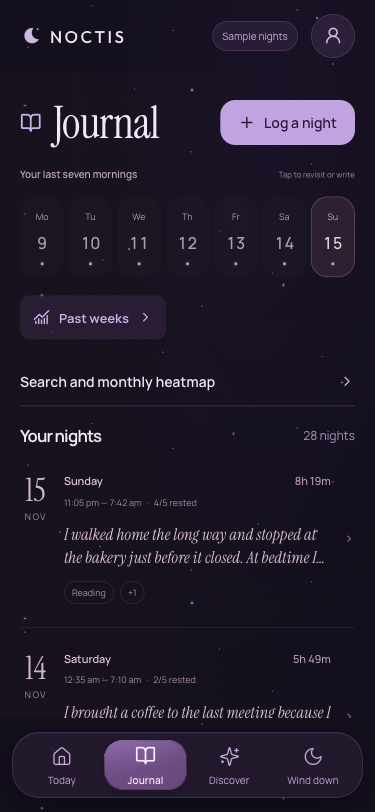 NOCTIS
Sample nights
Journal
Log a night
Your last seven mornings
Tap to revisit or write
Mo Tu We Th Fr Sa Su
9 10 11 12 13 14 15
Past weeks
Search and monthly heatmap
Your nights
28 nights
15 NOV
Sunday
8h 19m
11:05 pm – 7:42 am · 4/5 rested
I walked home the long way and stopped at
the bakery just before it closed. At bedtime I...
Reading
+1
14 NOV
Saturday
5h 49m
12:35 am – 7:10 am · 2/5 rested
I brought a coffee to the last meeting because I
Today
Journal
Discover
Wind down